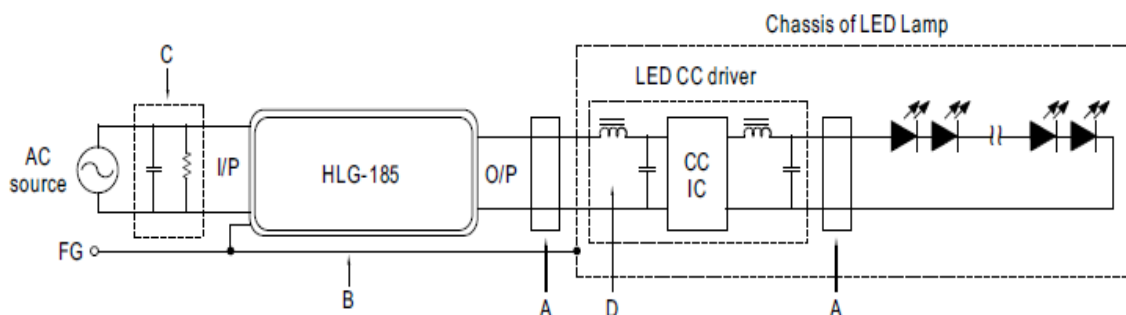 Chassis of LED Lamp
C
LED CC driver
AC
source
I/P
HLG-185
O/P
CC
IC
FG
B
A
D
A